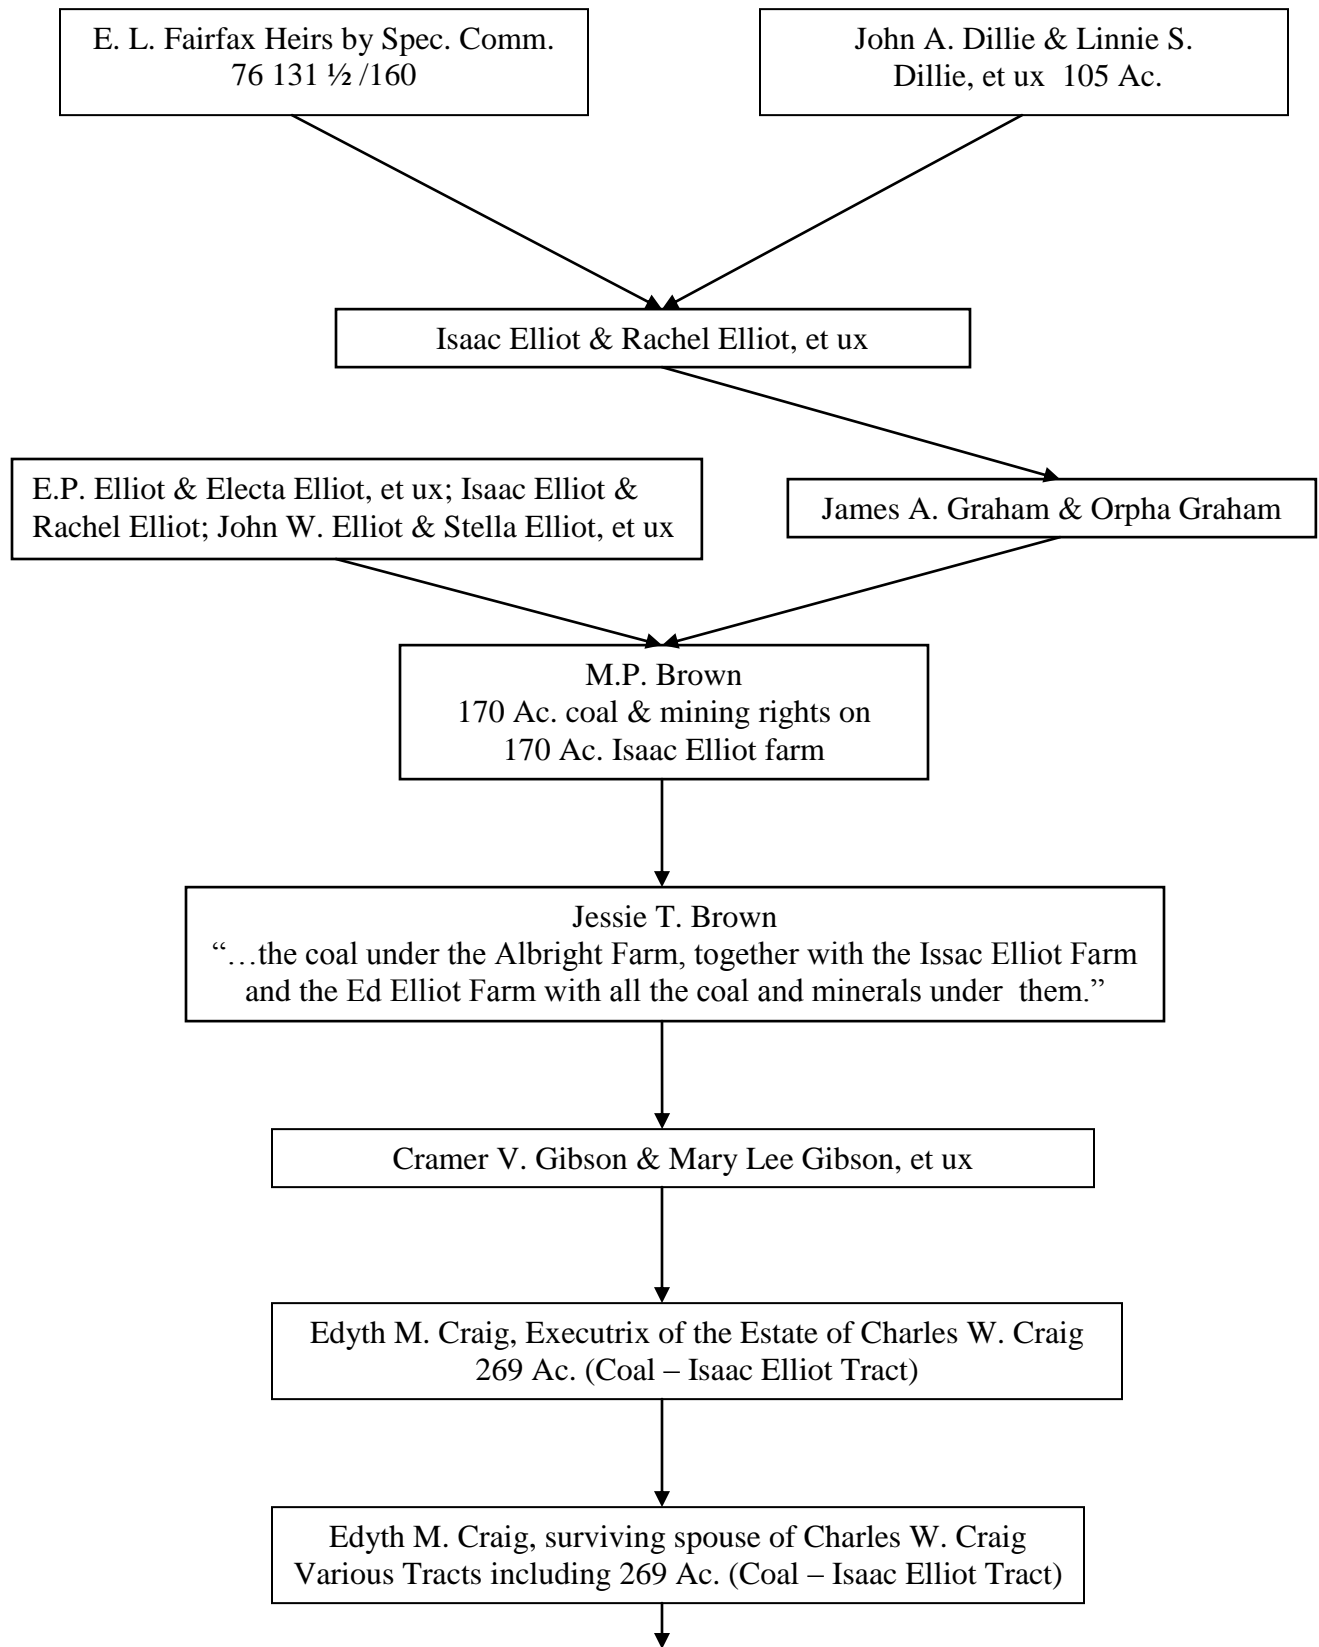 E. L. Fairfax Heirs by Spec. Comm.
76 131 ½ /160
John A. Dillie & Linnie S.
Dillie, et ux  105 Ac.
Isaac Elliot & Rachel Elliot, et ux
E.P. Elliot & Electa Elliot, et ux; Isaac Elliot &
Rachel Elliot; John W. Elliot & Stella Elliot, et ux
James A. Graham & Orpha Graham
M.P. Brown
170 Ac. coal & mining rights on
170 Ac. Isaac Elliot farm
Jessie T. Brown
“…the coal under the Albright Farm, together with the Issac Elliot Farm
and the Ed Elliot Farm with all the coal and minerals under  them.”
Cramer V. Gibson & Mary Lee Gibson, et ux
Edyth M. Craig, Executrix of the Estate of Charles W. Craig
269 Ac. (Coal – Isaac Elliot Tract)
Edyth M. Craig, surviving spouse of Charles W. Craig
Various Tracts including 269 Ac. (Coal – Isaac Elliot Tract)